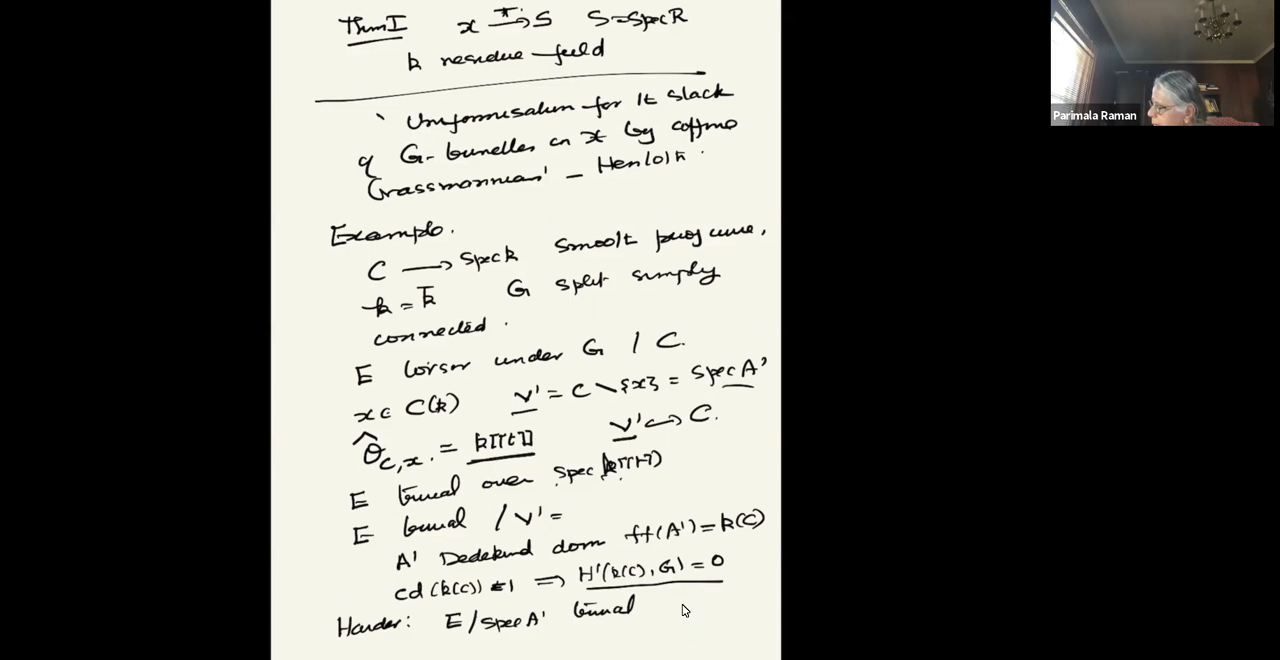 Thm I   x →^π S   S=Spec R
k residue field
Uniformisation for the stack
of G-bundles on x by affine
Grassmannian - Heinloth.
Example.
C → Spec k   smooth proj curve,
k = k̄   G split simply
connected.
E torsor under G / C.
x ∈ C(k)   V' = C \ {x} = Spec A'
Ô_{C,x} = k[[t]]   V' ↪ C.
E trivial over Spec k[[t]]
E trivial / V' =
A' Dedekind dom   ff(A') = k(C)
cd(k(C)) = 1 ⟹ H'(k(C), G) = 0
Harder: E / Spec A' trivial
Parimala Raman